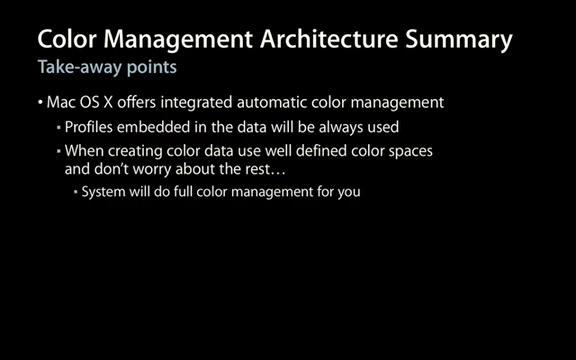 Color Management Architecture Summary
Take-away points
• Mac OS X offers integrated automatic color management
▪ Profiles embedded in the data will be always used
▪ When creating color data use well defined color spaces
and don't worry about the rest…
▪ System will do full color management for you